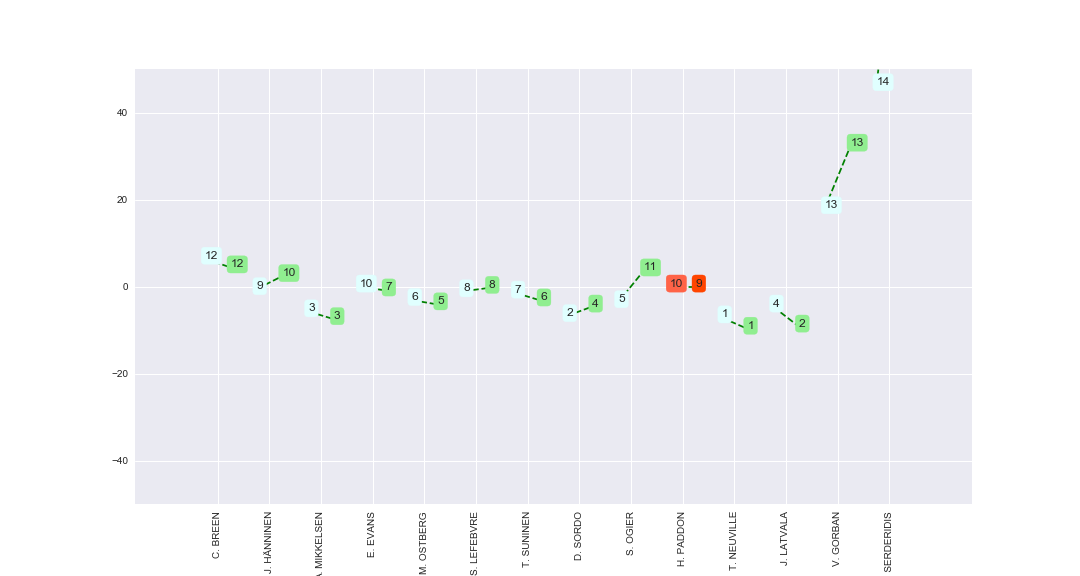 14
40
13
20
13
12
12
10
9
10
7
8
8
7
11
10
9
0
3
3
6
5
6
2
4
5
1
1
4
2
−20
−40
C. BREEN
J. HÄNNINEN
MIKKELSEN
E. EVANS
M. OSTBERG
S. LEFEBVRE
T. SUNINEN
D. SORDO
S. OGIER
H. PADDON
T. NEUVILLE
J. LATVALA
V. GORBAN
SERDERIDIS